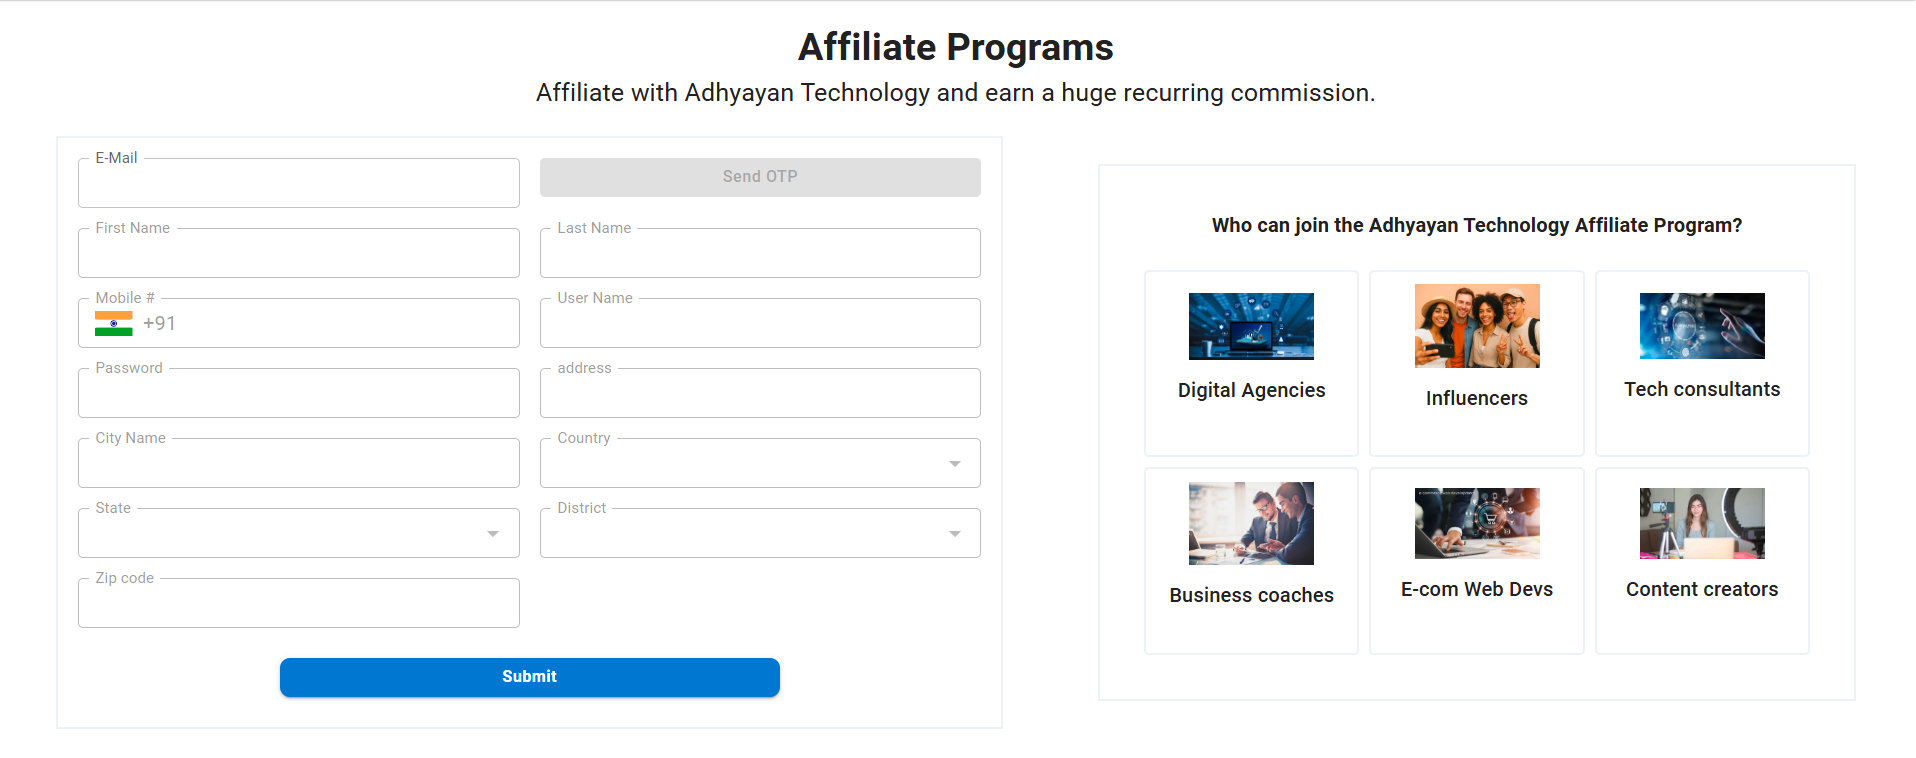 Affiliate Programs
Affiliate with Adhyayan Technology and earn a huge recurring commission.
E-Mail
Send OTP
First Name
Last Name
Mobile #
+91
User Name
Password
address
City Name
Country
State
District
Zip code
Submit
Who can join the Adhyayan Technology Affiliate Program?
Digital Agencies
Influencers
Tech consultants
Business coaches
E-com Web Devs
Content creators